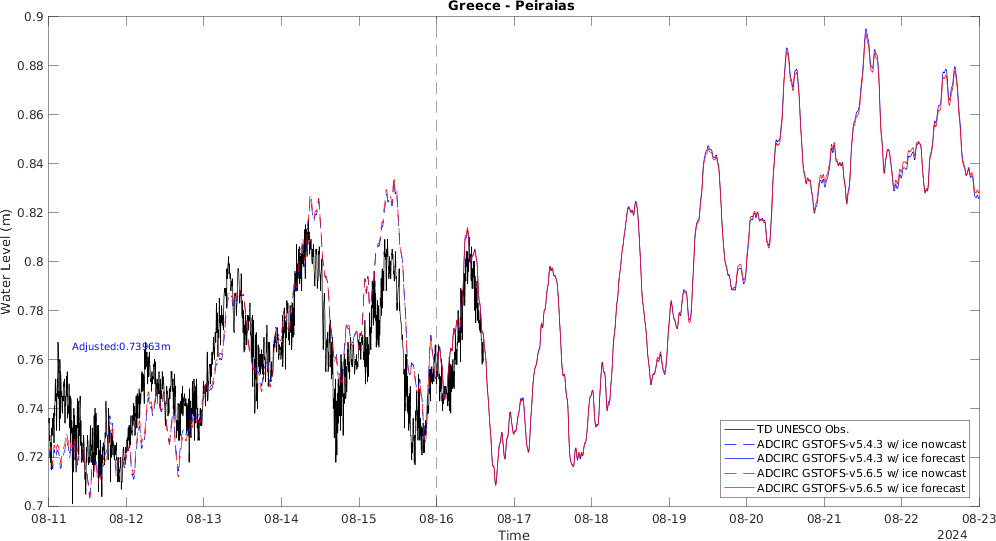 Greece - Peiraias
0.9
0.88
0.86
0.84
0.82
0.8
0.78
0.76
0.74
0.72
0.7
Water Level (m)
Adjusted:0.73963m
TD UNESCO Obs.
ADCIRC GSTOFS-v5.4.3 w/ ice nowcast
ADCIRC GSTOFS-v5.4.3 w/ ice forecast
ADCIRC GSTOFS-v5.6.5 w/ ice nowcast
ADCIRC GSTOFS-v5.6.5 w/ ice forecast
08-11 08-12 08-13 08-14 08-15 08-16 08-17 08-18 08-19 08-20 08-21 08-22 08-23
Time
2024